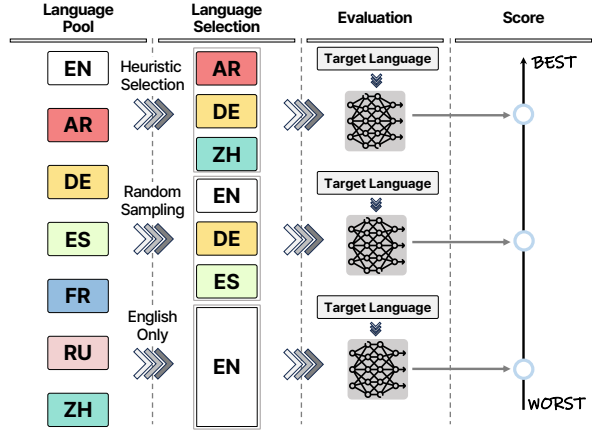 Language
Pool
Language
Selection
Evaluation
Score
EN
AR
DE
ES
FR
RU
ZH
Heuristic
Selection
AR
DE
ZH
Target Language
BEST
Random
Sampling
EN
DE
ES
Target Language
English
Only
EN
Target Language
WORST